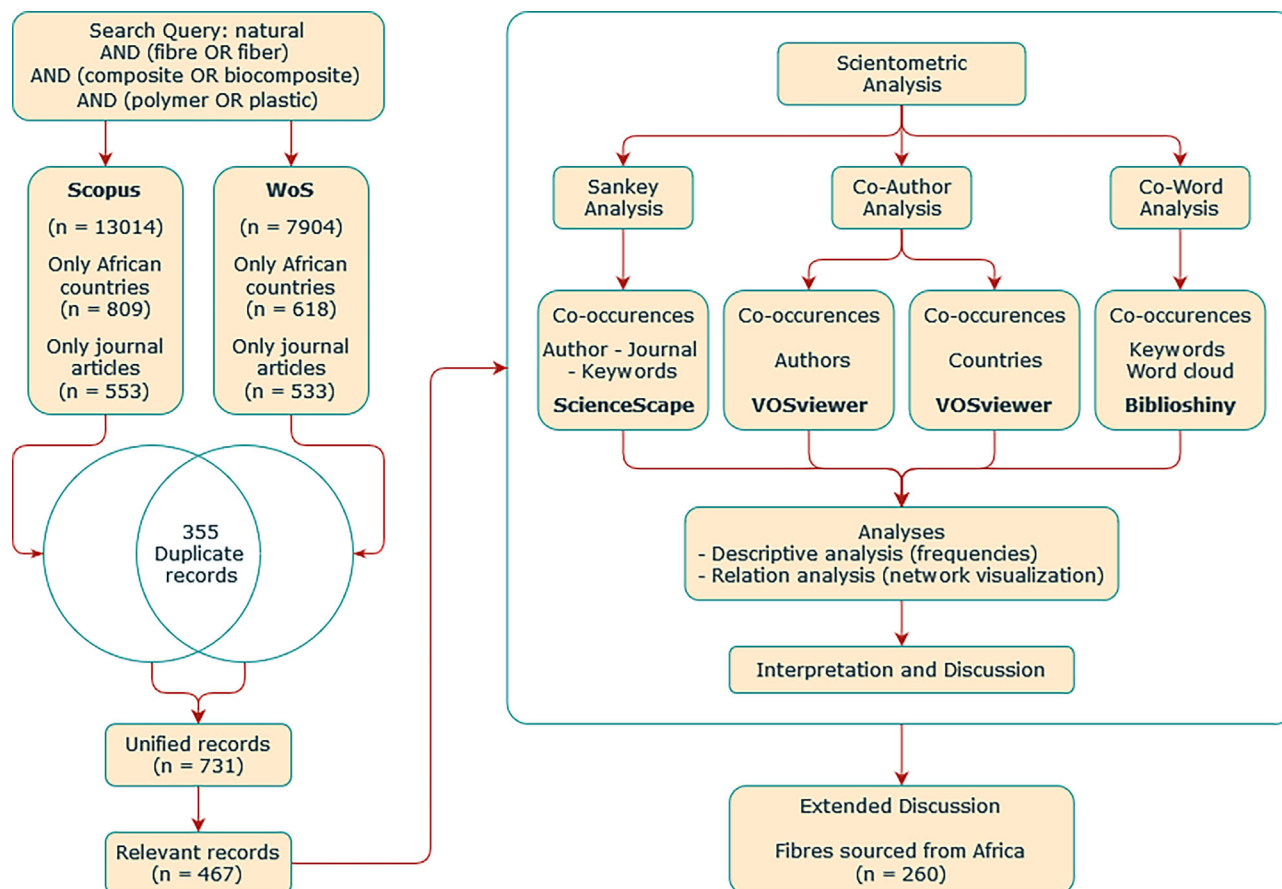 Search Query: natural
AND (fibre OR fiber)
AND (composite OR biocomposite)
AND (polymer OR plastic)
Scopus
(n = 13014)
Only African
countries
(n = 809)
Only journal
articles
(n = 553)
WoS
(n = 7904)
Only African
countries
(n = 618)
Only journal
articles
(n = 533)
355
Duplicate
records
Unified records
(n = 731)
Relevant records
(n = 467)
Scientometric
Analysis
Sankey
Analysis
Co-Author
Analysis
Co-Word
Analysis
Co-occurences
Author - Journal
- Keywords
ScienceScape
Co-occurences
Authors
VOSviewer
Co-occurences
Countries
VOSviewer
Co-occurences
Keywords
Word cloud
Biblioshiny
Analyses
- Descriptive analysis (frequencies)
- Relation analysis (network visualization)
Interpretation and Discussion
Extended Discussion
Fibres sourced from Africa
(n = 260)